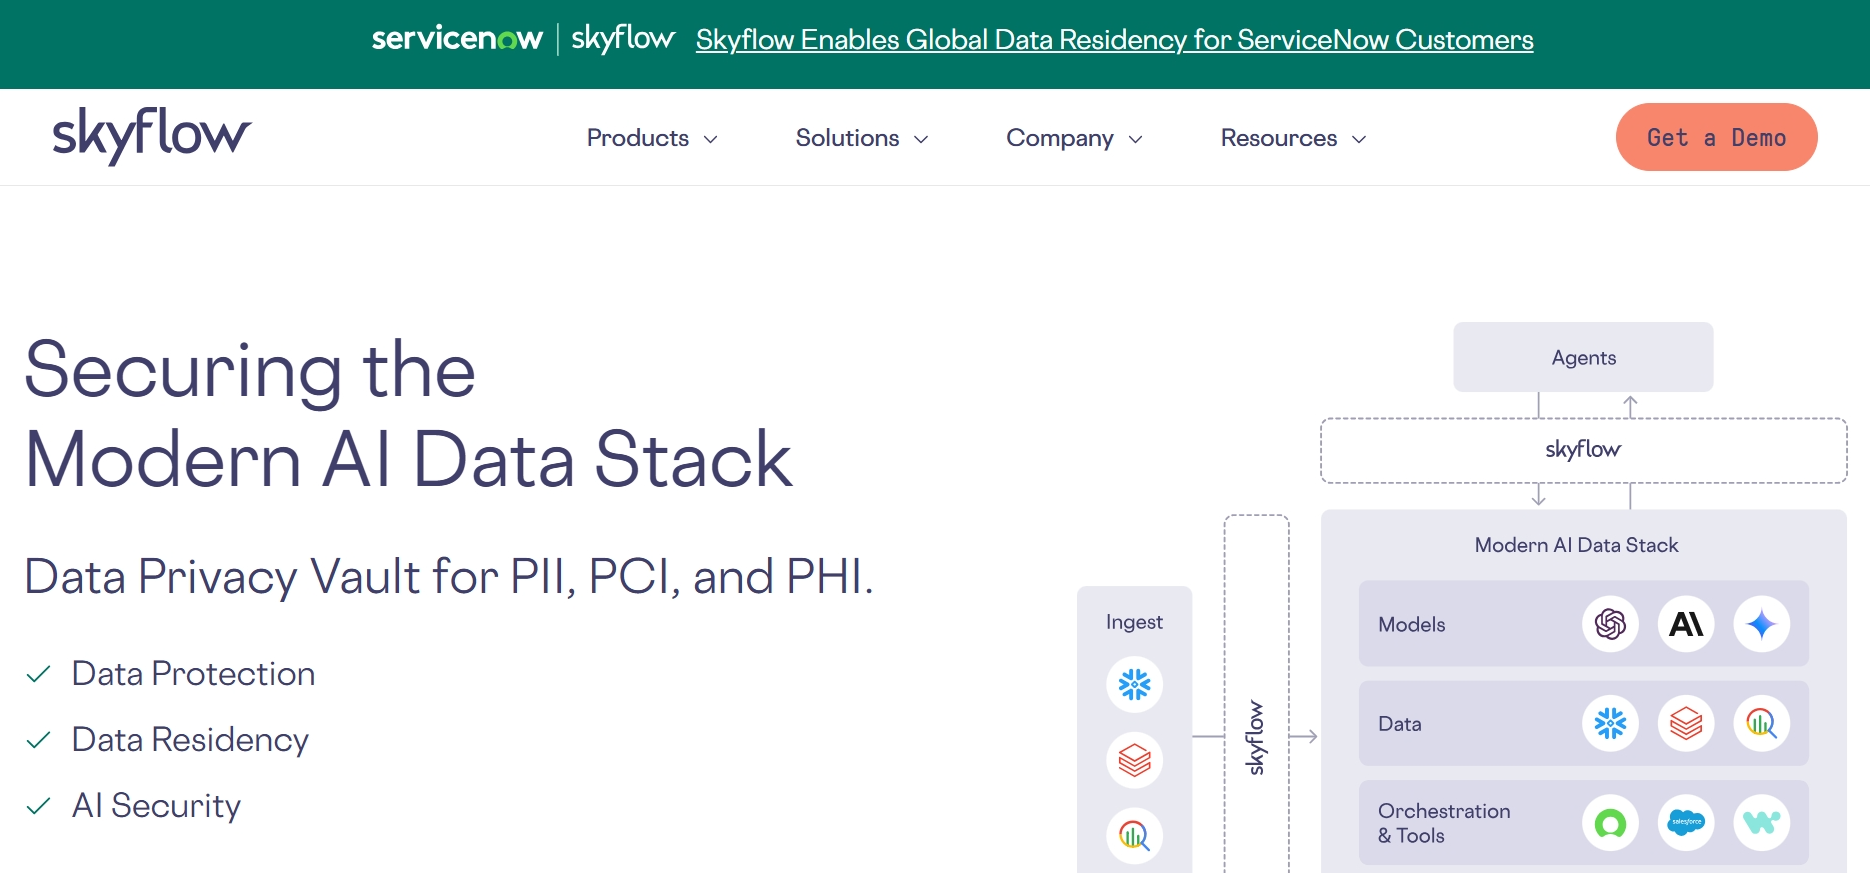 servicenow | skyflow Skyflow Enables Global Data Residency for ServiceNow Customers
skyflow Products Solutions Company Resources Get a Demo
Securing the
Modern AI Data Stack
Data Privacy Vault for PII, PCI, and PHI.
Data Protection
Data Residency
AI Security
Agents
skyflow
Ingest
skyflow
Modern AI Data Stack
Models
AI
Data
Orchestration
& Tools
salesforce